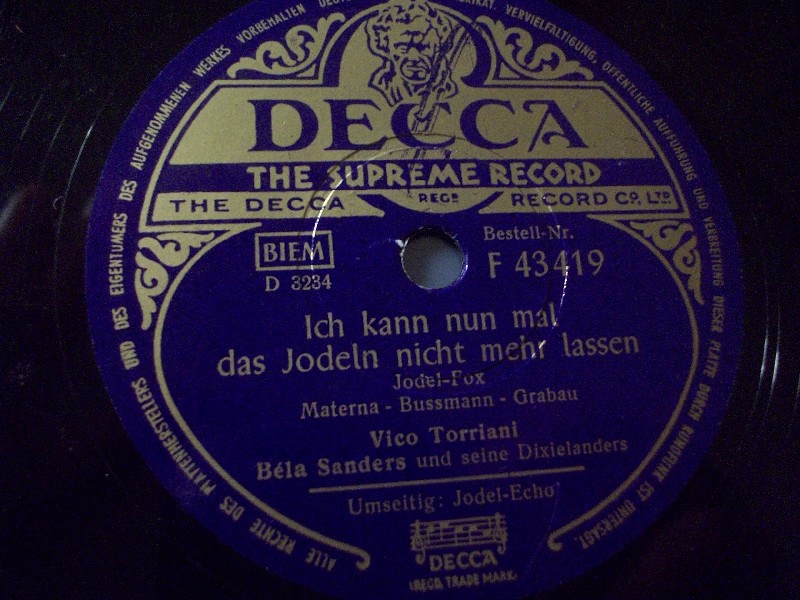 ALLE RECHTE DES PLATTENHERSTELLERS UND DES EIGENTUMERS DES AUFGENOMMENEN WERKES VORBEHALTEN VERVIELFÄLTIGUNG, ÖFFENTLICHE AUFFÜHRUNG UND VERBREITUNG DIESER PLATTE DURCH RUNDFUNK IST UNTERSAGT.
DECCA
THE SUPREME RECORD
THE DECCA REGD RECORD CO. LTD
BIEM
D 3234
Bestell-Nr.
F 43419
Ich kann nun mal
das Jodeln nicht mehr lassen
Jodel-Fox
Materna - Bussmann - Grabau
Vico Torriani
Béla Sanders und seine Dixielanders
Umseitig: Jodel-Echo
DECCA
(REGD. TRADE MARK)